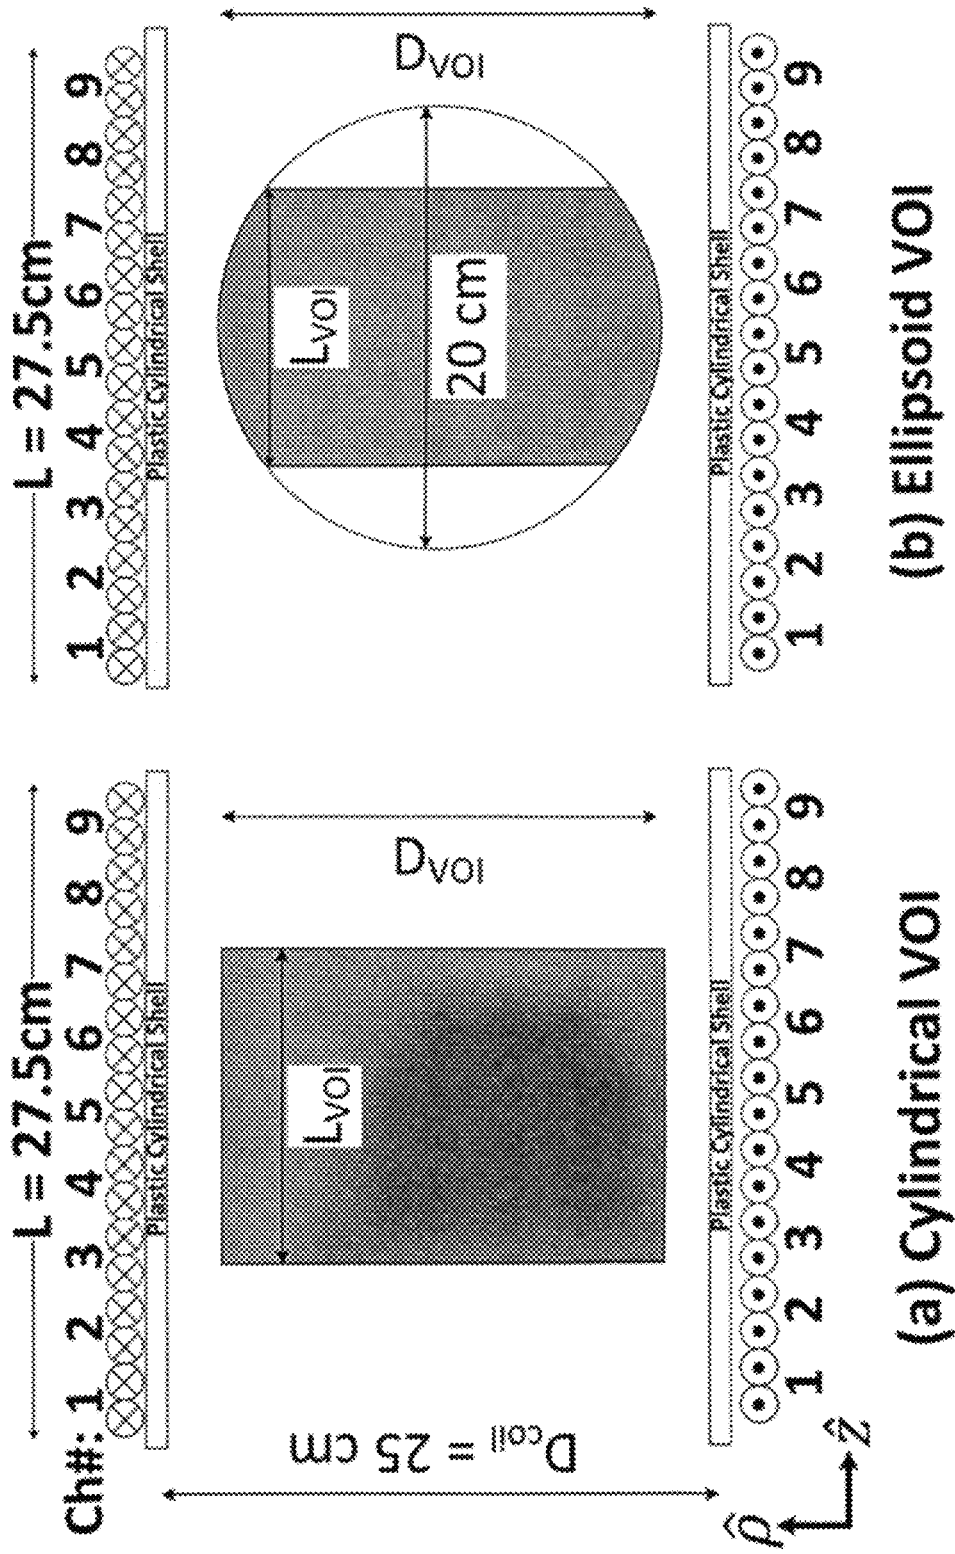 L = 27.5cm
Ch#: 1 2 3 4 5 6 7 8 9
Plastic Cylindrical Shell
D_coil = 25 cm
L_VOI
D_VOI
Plastic Cylindrical Shell
1 2 3 4 5 6 7 8 9
ρ̂
ẑ
(a) Cylindrical VOI
L = 27.5cm
1 2 3 4 5 6 7 8 9
Plastic Cylindrical Shell
L_VOI
20 cm
D_VOI
Plastic Cylindrical Shell
1 2 3 4 5 6 7 8 9
(b) Ellipsoid VOI